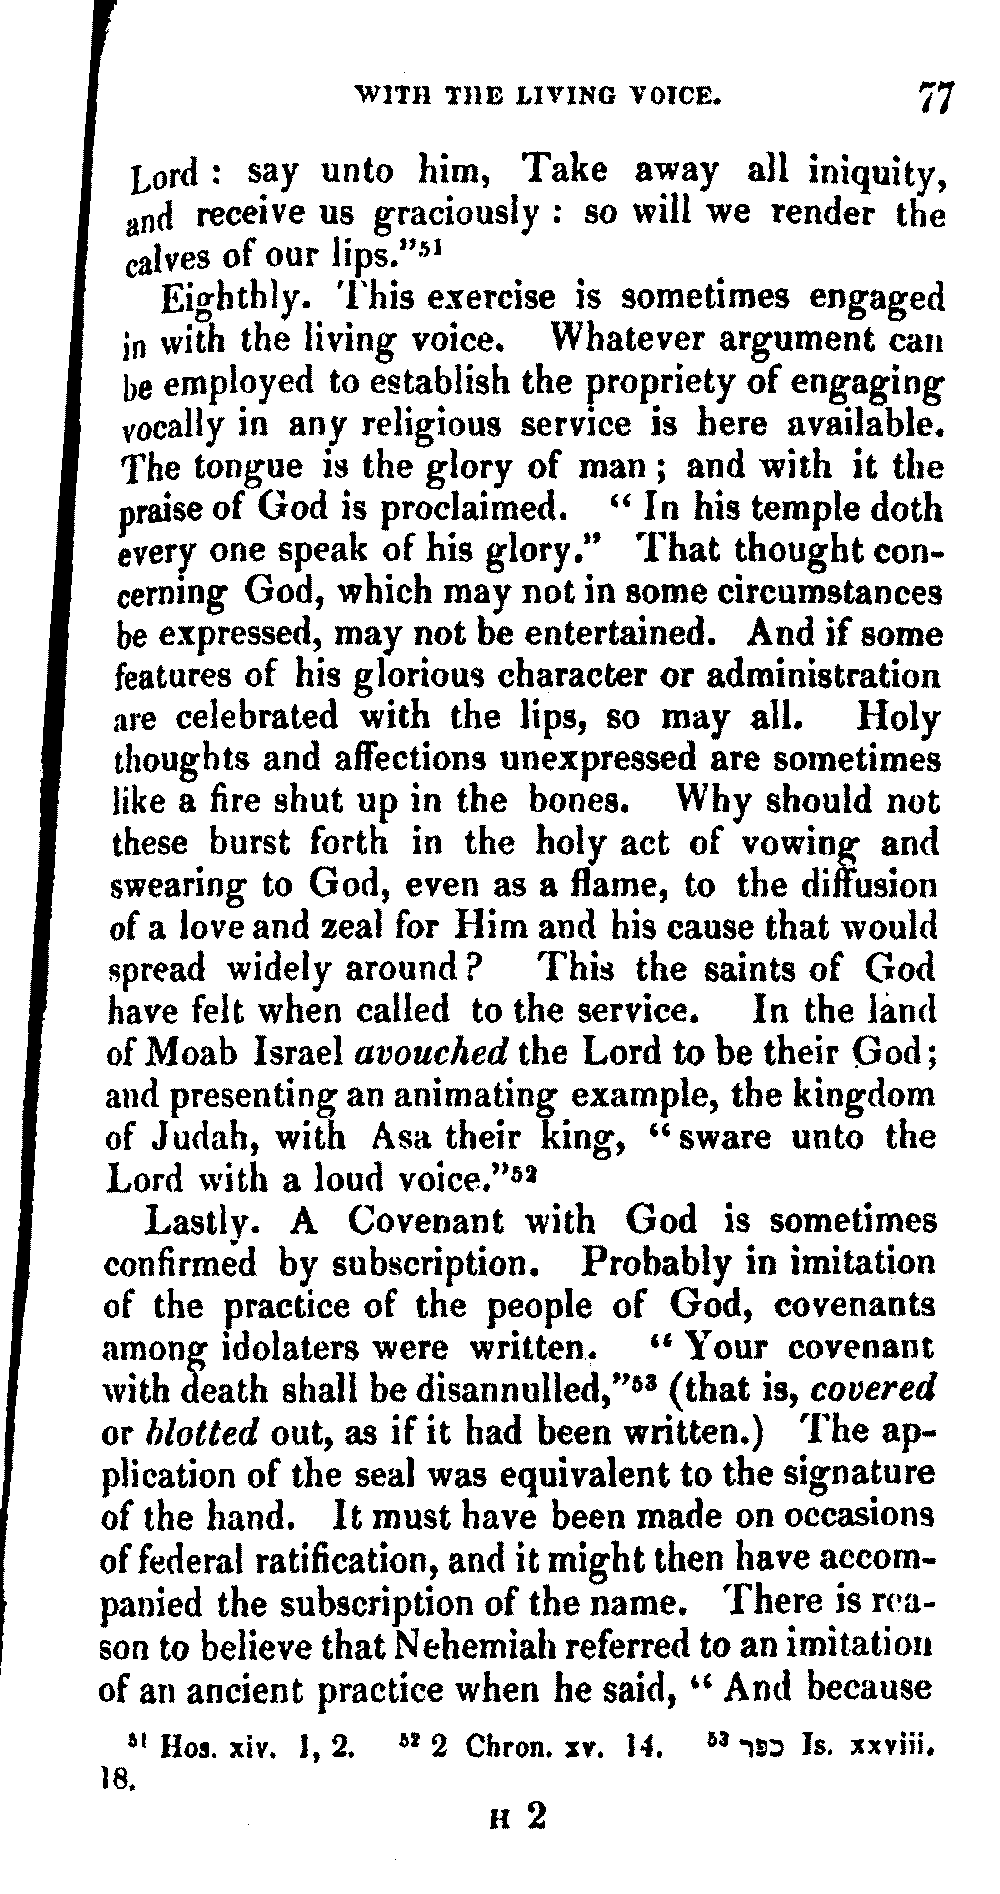 WITH THE LIVING VOICE. 77
Lord : say unto him, Take away all iniquity,
and receive us graciously : so will we render the
calves of our lips."⁵¹
Eighthly. This exercise is sometimes engaged
in with the living voice. Whatever argument can
be employed to establish the propriety of engaging
vocally in any religious service is here available.
The tongue is the glory of man ; and with it the
praise of God is proclaimed. “ In his temple doth
every one speak of his glory.” That thought con-
cerning God, which may not in some circumstances
be expressed, may not be entertained. And if some
features of his glorious character or administration
are celebrated with the lips, so may all. Holy
thoughts and affections unexpressed are sometimes
like a fire shut up in the bones. Why should not
these burst forth in the holy act of vowing and
swearing to God, even as a flame, to the diffusion
of a love and zeal for Him and his cause that would
spread widely around ? This the saints of God
have felt when called to the service. In the land
of Moab Israel avouched the Lord to be their God;
and presenting an animating example, the kingdom
of Judah, with Asa their king, “ sware unto the
Lord with a loud voice.”⁵²
Lastly. A Covenant with God is sometimes
confirmed by subscription. Probably in imitation
of the practice of the people of God, covenants
among idolaters were written. “ Your covenant
with death shall be disannulled,”⁵³ (that is, covered
or blotted out, as if it had been written.) The ap-
plication of the seal was equivalent to the signature
of the hand. It must have been made on occasions
of federal ratification, and it might then have accom-
panied the subscription of the name. There is rea-
son to believe that Nehemiah referred to an imitation
of an ancient practice when he said, “ And because
⁵¹ Hos. xiv. 1, 2. ⁵² 2 Chron. xv. 14. ⁵³ כפר Is. xxviii.
18.
H 2